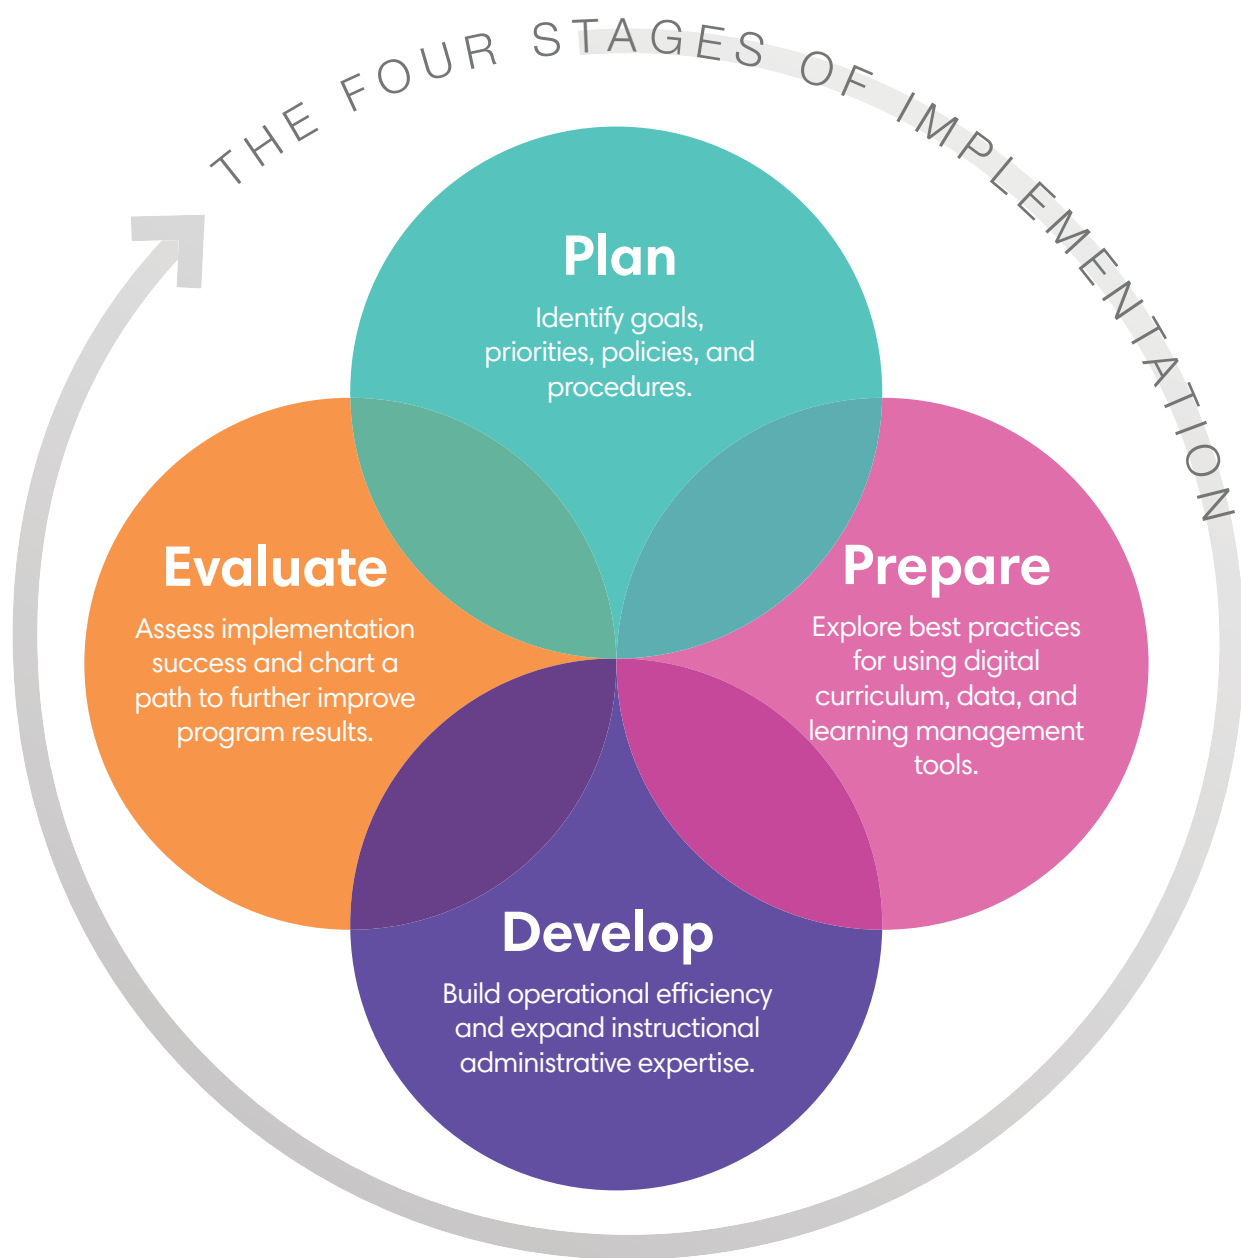 THE FOUR STAGES OF IMPLEMENTATION
Plan
Identify goals,
priorities, policies, and
procedures.
Prepare
Explore best practices
for using digital
curriculum, data, and
learning management
tools.
Develop
Build operational efficiency
and expand instructional
administrative expertise.
Evaluate
Assess implementation
success and chart a
path to further improve
program results.